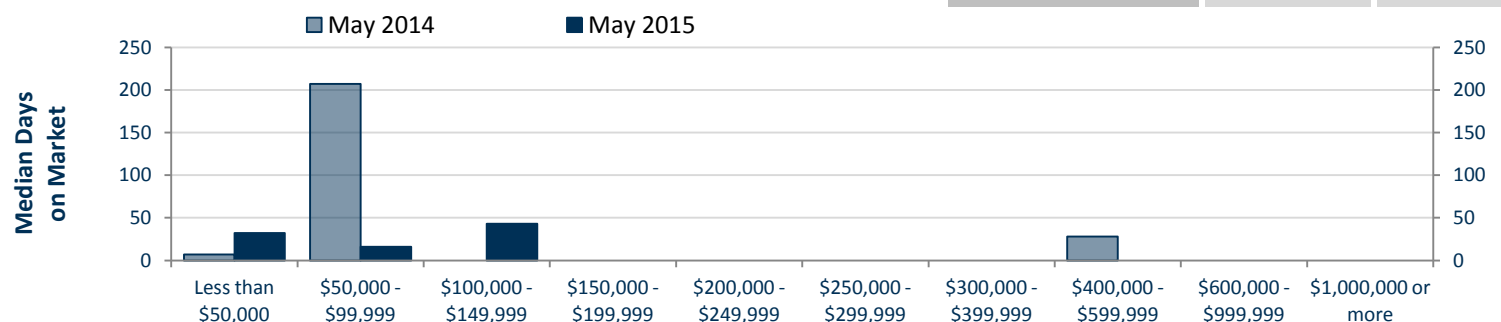 May 2014 May 2015
Median Days
on Market
250 250
200 200
150 150
100 100
50 50
0 0
Less than $50,000 - $100,000 - $150,000 - $200,000 - $250,000 - $300,000 - $400,000 - $600,000 - $1,000,000 or
$50,000 $99,999 $149,999 $199,999 $249,999 $299,999 $399,999 $599,999 $999,999 more